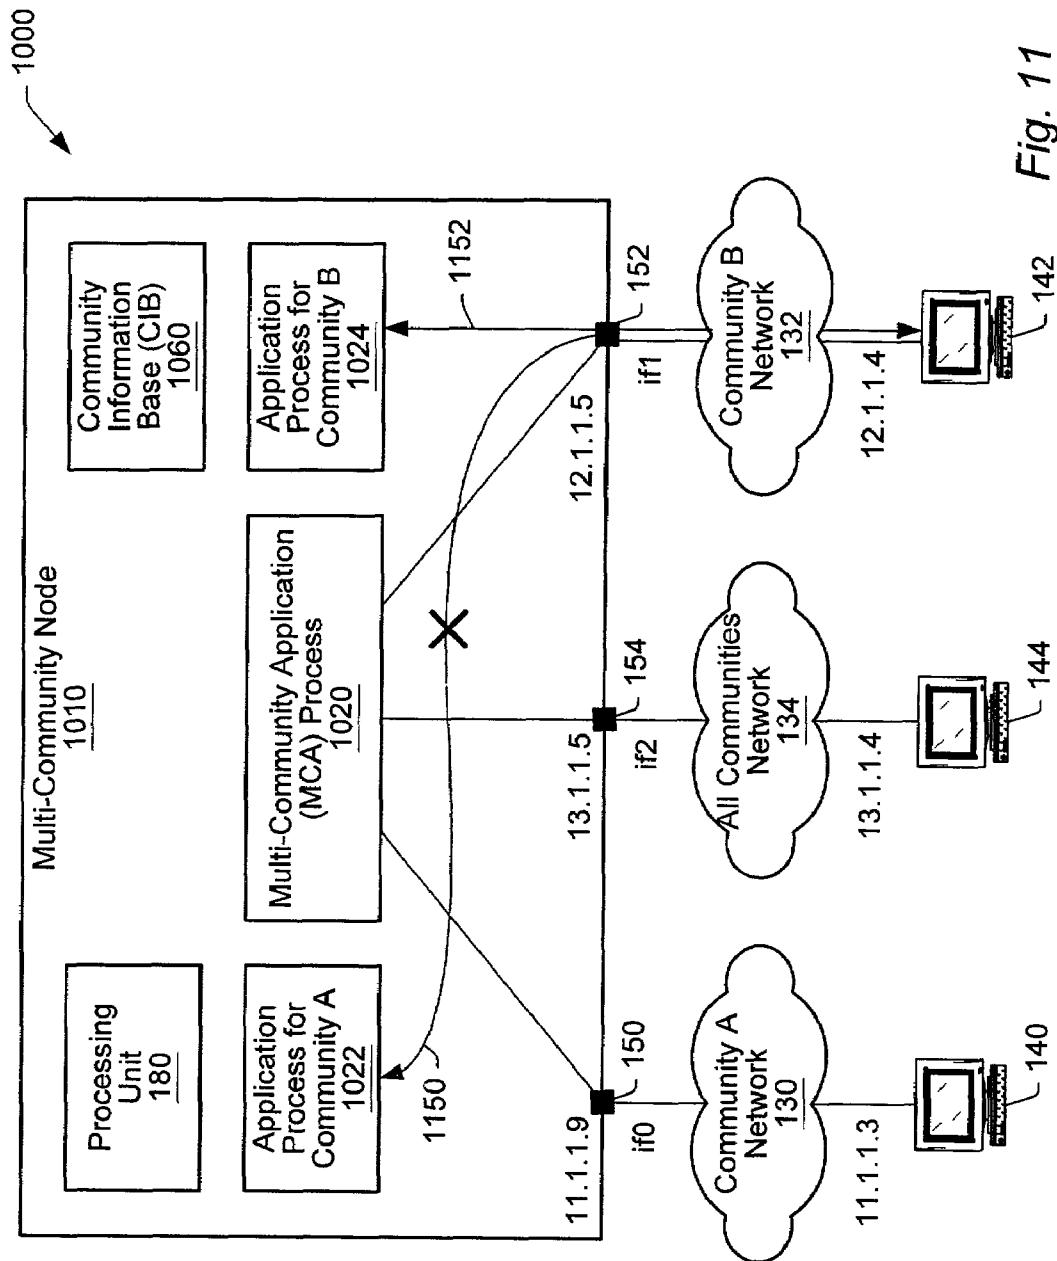 1000
Multi-Community Node
1010
Processing
Unit
180
Community
Information
Base (CIB)
1060
Application
Process for
Community A
1022
Multi-Community Application
(MCA) Process
1020
Application
Process for
Community B
1024
1150
1152
11.1.1.9
150
13.1.1.5
154
12.1.1.5
152
if0
if2
if1
Community A
Network
130
All Communities
Network
134
Community B
Network
132
11.1.1.3
13.1.1.4
12.1.1.4
140
144
142
Fig. 11